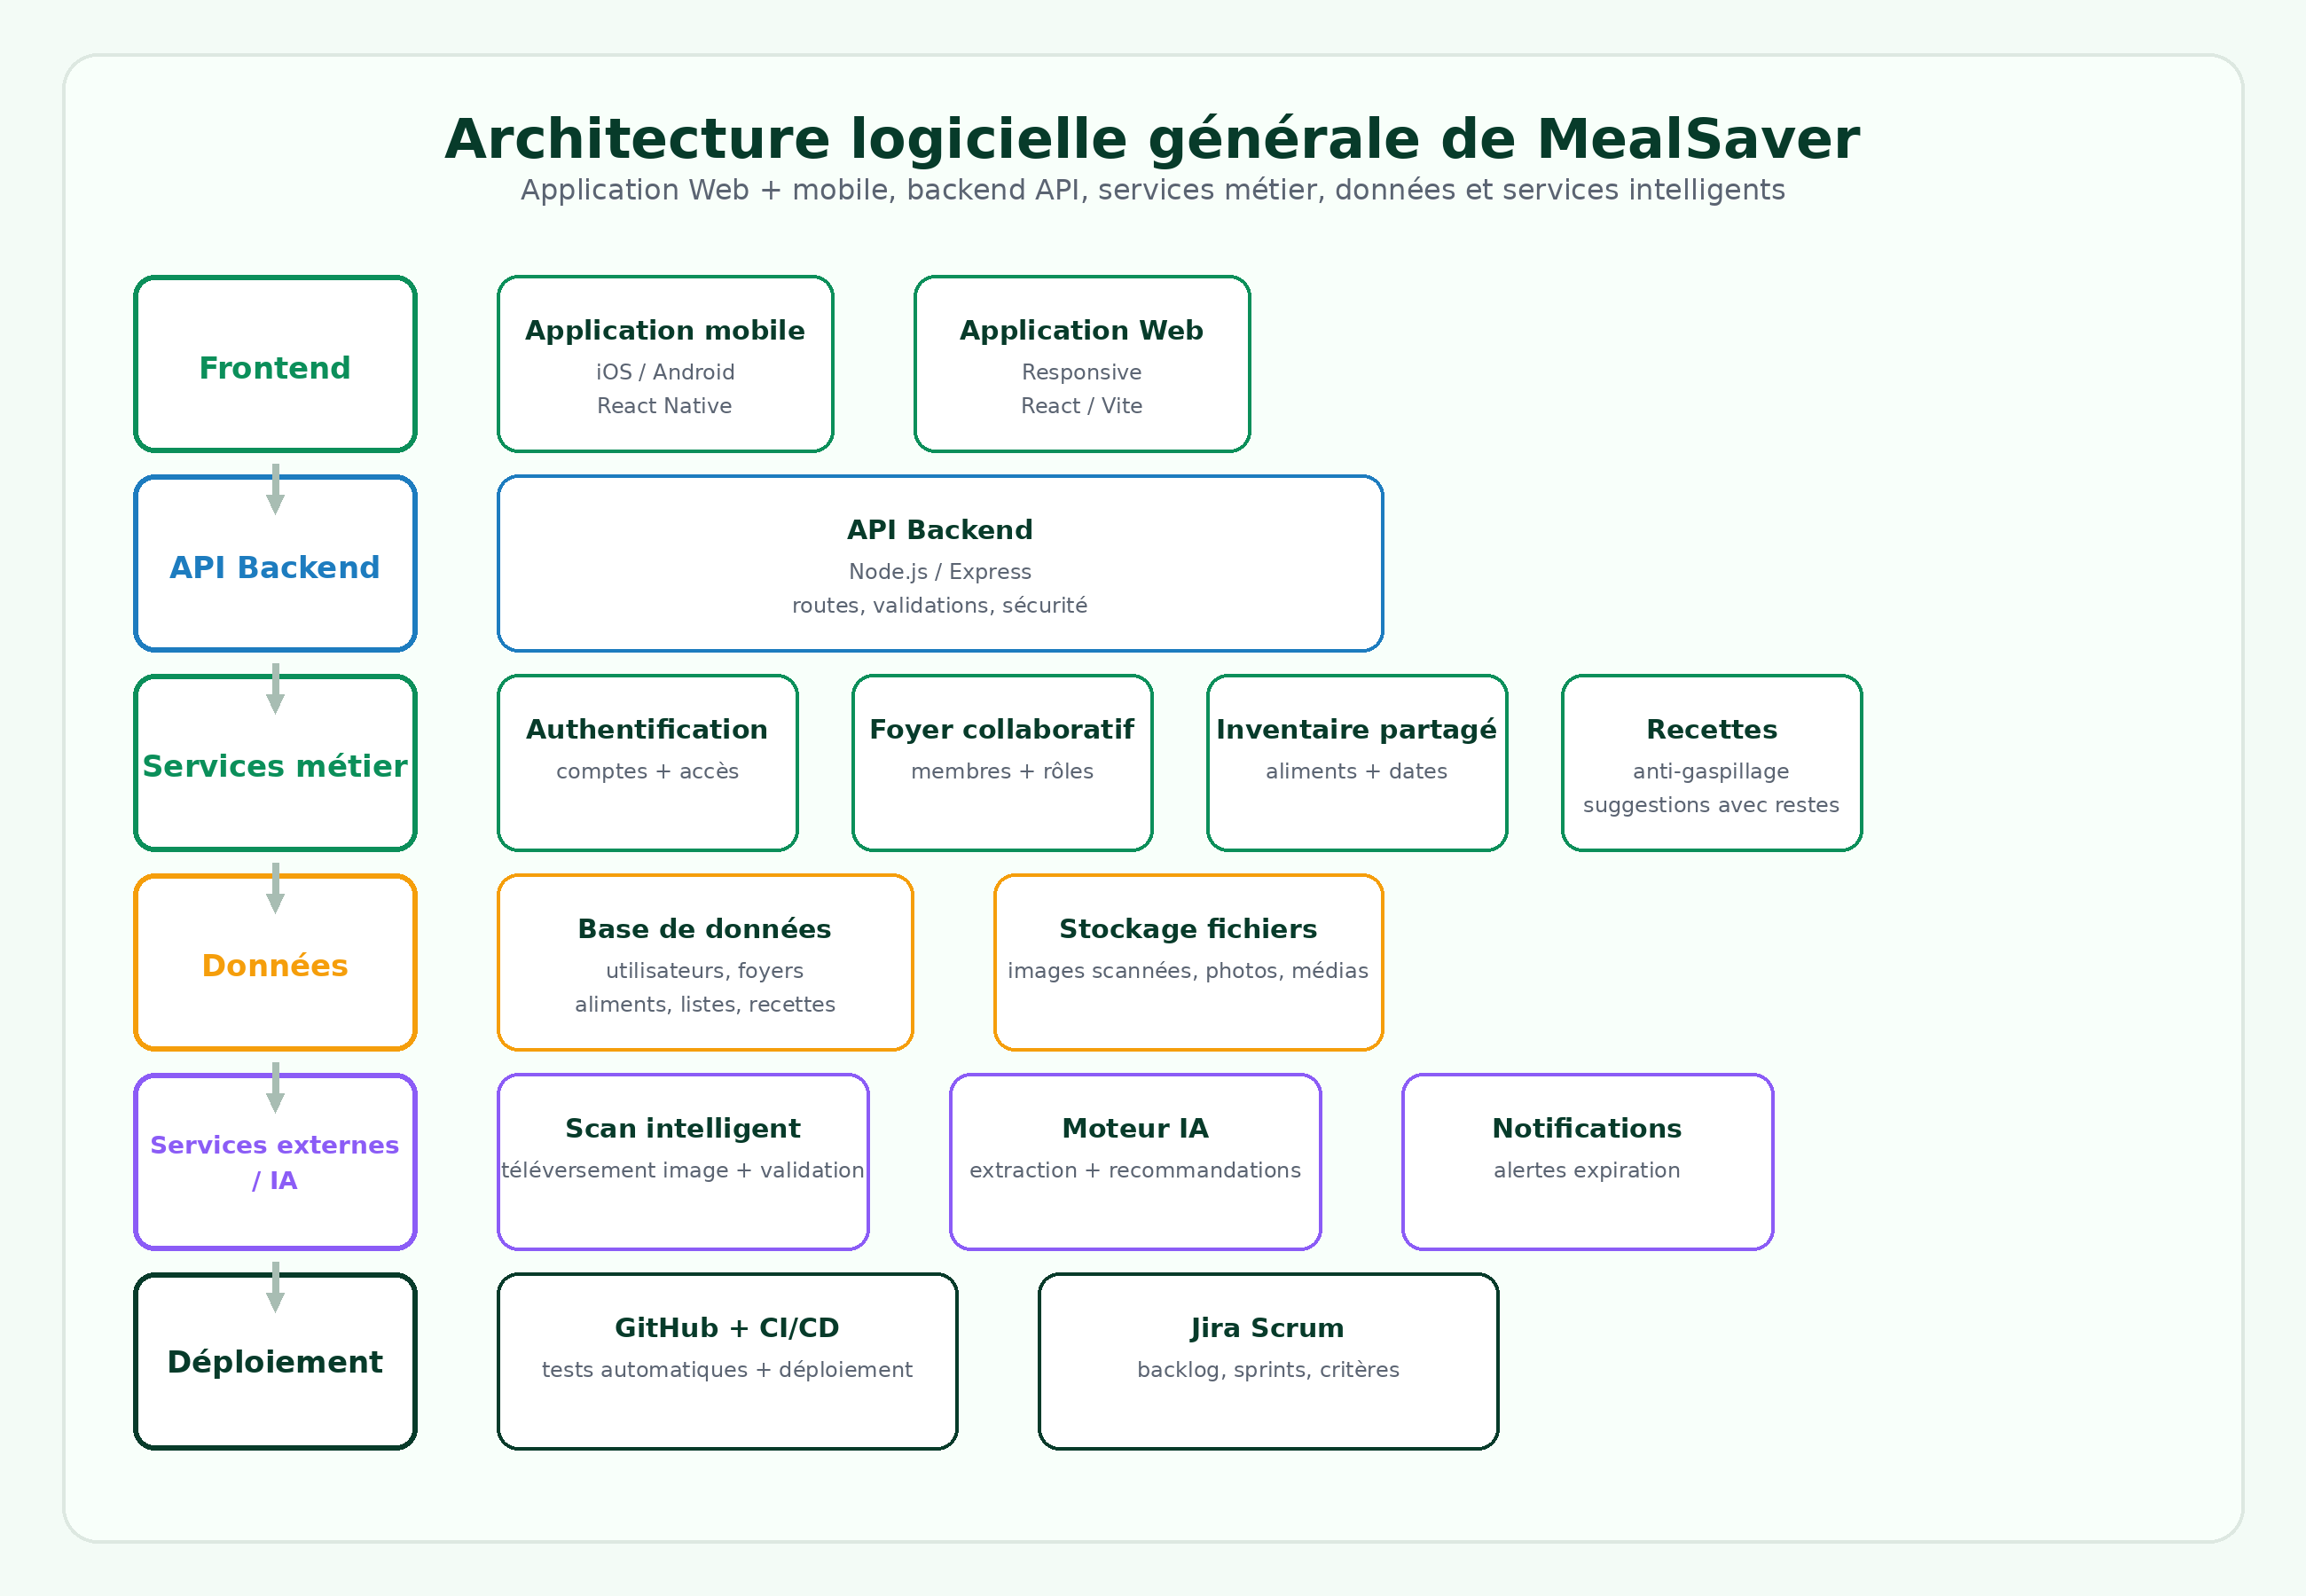 Architecture logicielle générale de MealSaver
Application Web + mobile, backend API, services métier, données et services intelligents
Frontend
Application mobile
iOS / Android
React Native
Application Web
Responsive
React / Vite
API Backend
API Backend
Node.js / Express
routes, validations, sécurité
Services métier
Authentification
comptes + accès
Foyer collaboratif
membres + rôles
Inventaire partagé
aliments + dates
Recettes
anti-gaspillage
suggestions avec restes
Données
Base de données
utilisateurs, foyers
aliments, listes, recettes
Stockage fichiers
images scannées, photos, médias
Services externes
/ IA
Scan intelligent
téléversement image + validation
Moteur IA
extraction + recommandations
Notifications
alertes expiration
Déploiement
GitHub + CI/CD
tests automatiques + déploiement
Jira Scrum
backlog, sprints, critères